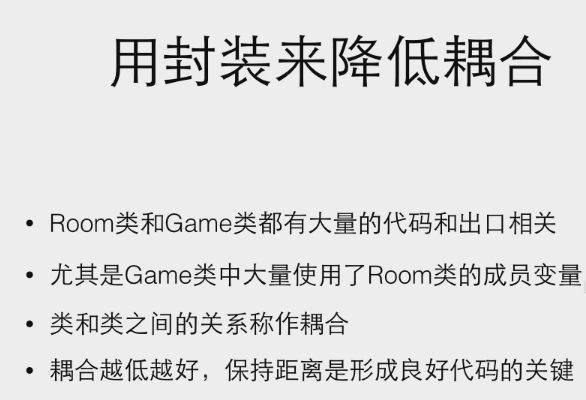 用封装来降低耦合
• Room类和Game类都有大量的代码和出口相关
• 尤其是Game类中大量使用了Room类的成员变量
• 类和类之间的关系称作耦合
• 耦合越低越好，保持距离是形成良好代码的关键